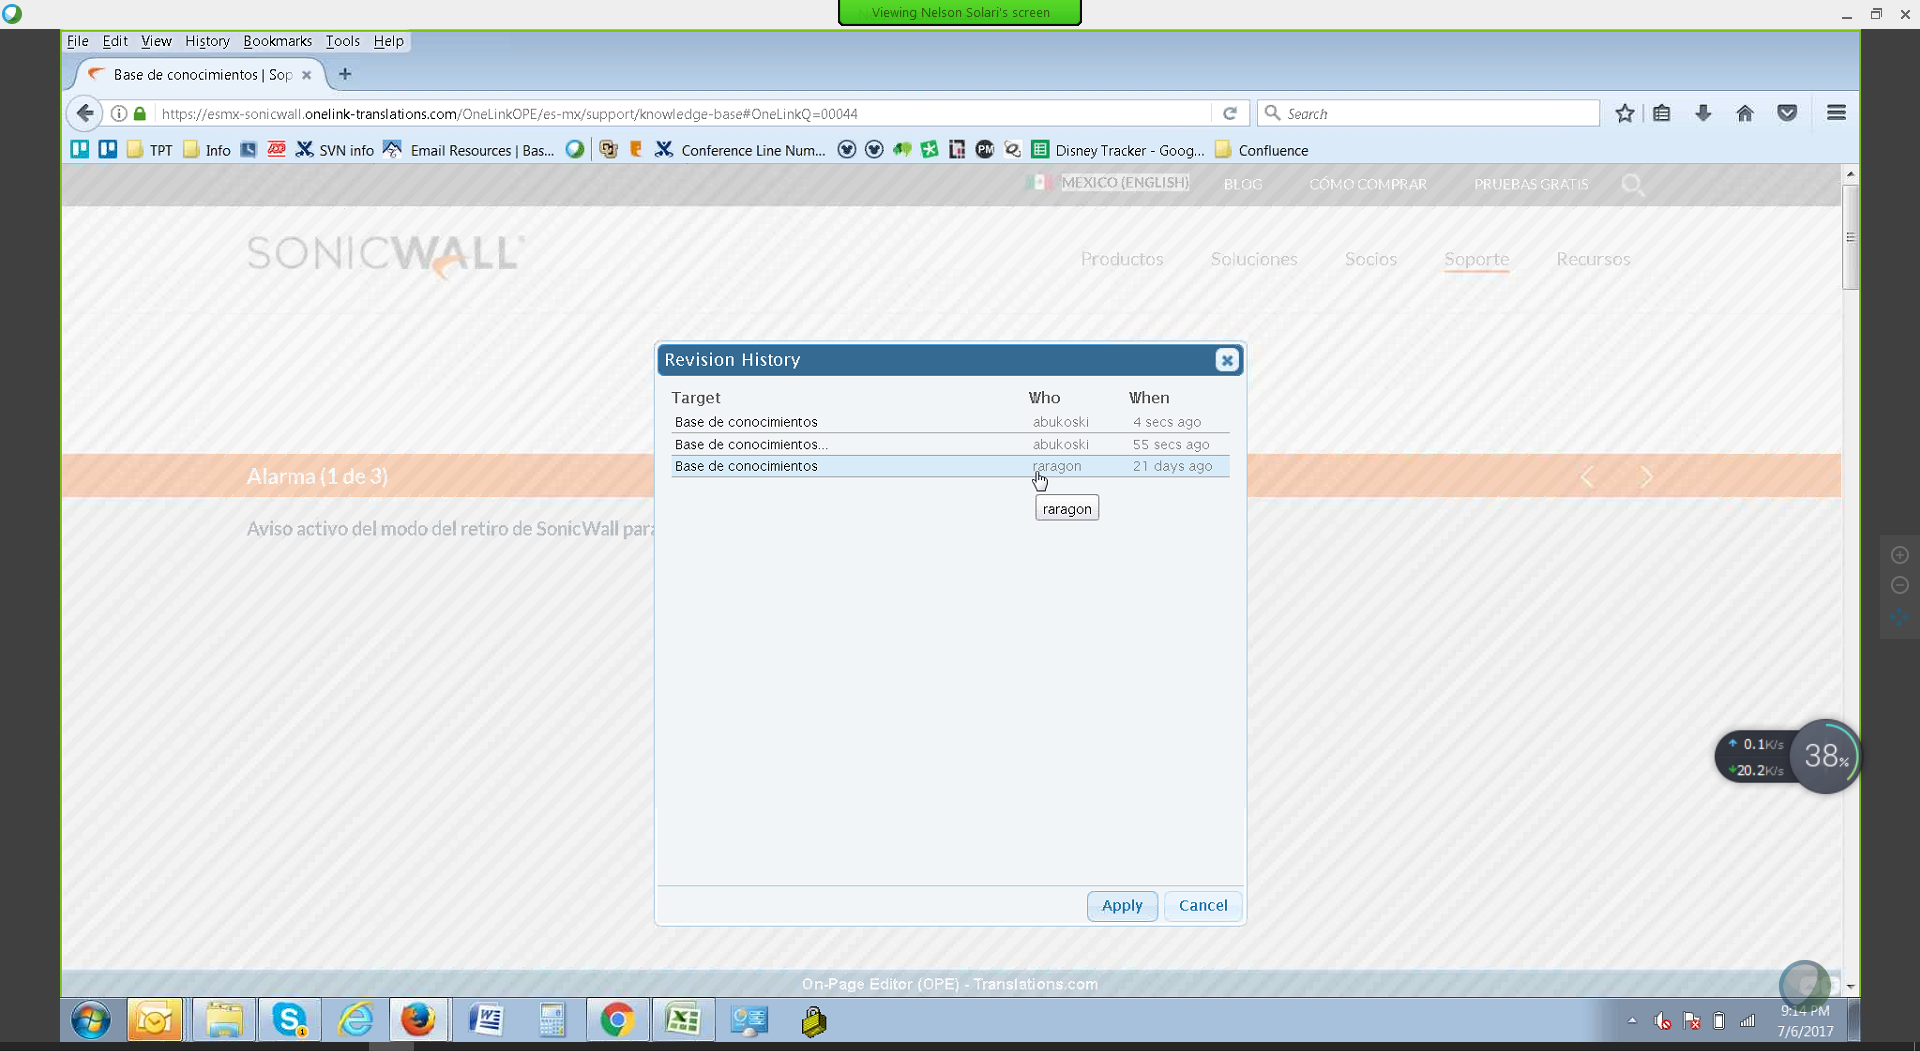 Viewing Nelson Solari's screen
File Edit View History Bookmarks Tools Help
Base de conocimientos | Sop
https://esmx-sonicwall.onelink-translations.com/OneLinkOPE/es-mx/support/knowledge-base#OneLinkQ=00044
Search
TPT Info SVN info Email Resources | Bas... Conference Line Num... PM Disney Tracker - Goog... Confluence
MEXICO (ENGLISH) BLOG CÓMO COMPRAR PRUEBAS GRATIS
SONICWALL
Productos Soluciones Socios Soporte Recursos
Revision History
Target Who When
Base de conocimientos abukoski 4 secs ago
Base de conocimientos... abukoski 55 secs ago
Base de conocimientos raragon 21 days ago
raragon
Alarma (1 de 3)
Aviso activo del modo del retiro de SonicWall para
0.1K/s
20.2K/s
38%
Apply Cancel
On-Page Editor (OPE) - Translations.com
9:14 PM
7/6/2017